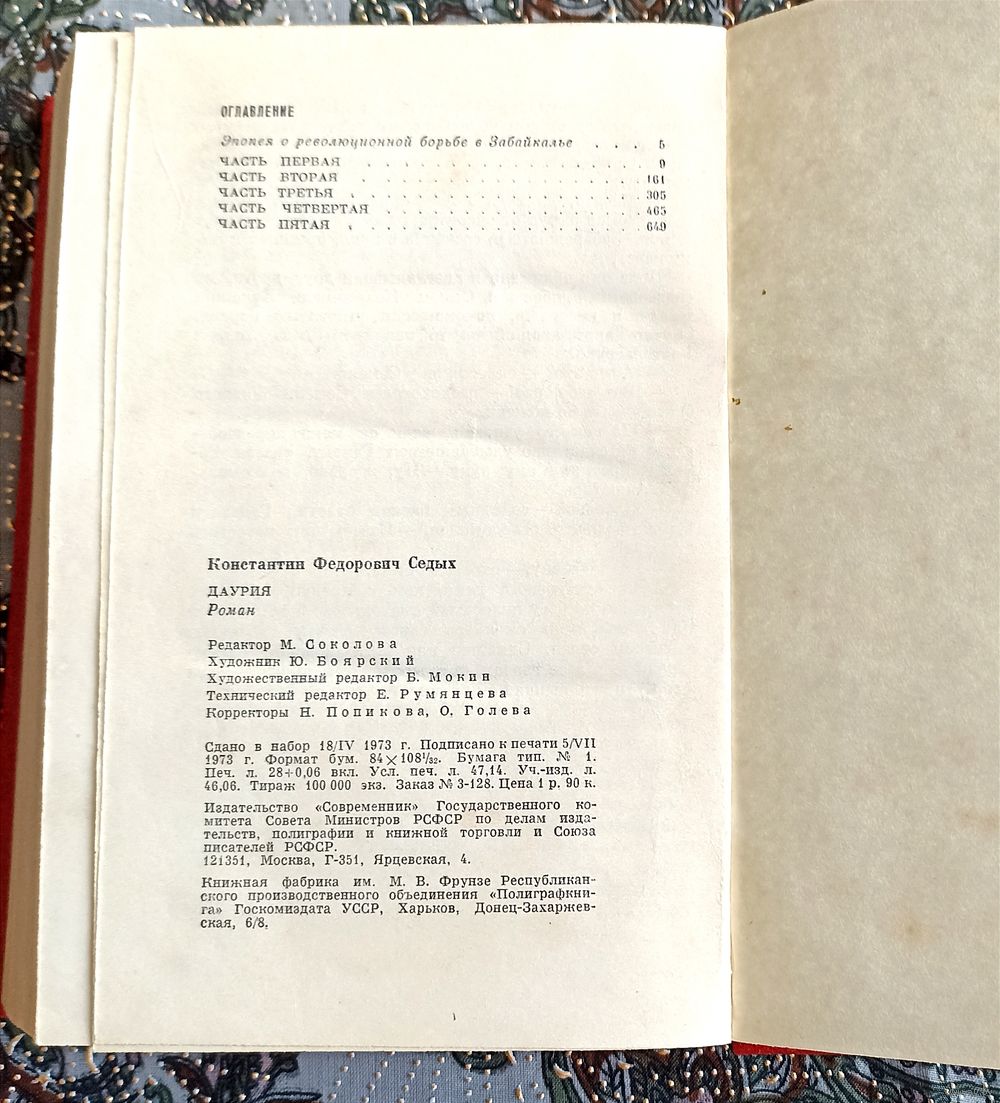 ОГЛАВЛЕНИЕ
Эпопея о революционной борьбе в Забайкалье . . . 5
ЧАСТЬ ПЕРВАЯ . . . . . . . . . . . . . . . . . 9
ЧАСТЬ ВТОРАЯ . . . . . . . . . . . . . . . . . 161
ЧАСТЬ ТРЕТЬЯ . . . . . . . . . . . . . . . . . 305
ЧАСТЬ ЧЕТВЕРТАЯ . . . . . . . . . . . . . . . 465
ЧАСТЬ ПЯТАЯ . . . . . . . . . . . . . . . . . 649
Константин Федорович Седых
ДАУРИЯ
Роман
Редактор М. Соколова
Художник Ю. Боярский
Художественный редактор Б. Мокин
Технический редактор Е. Румянцева
Корректоры Н. Попикова, О. Голева
Сдано в набор 18/IV 1973 г. Подписано к печати 5/VII
1973 г. Формат бум. 84×108¹/₃₂. Бумага тип. № 1.
Печ. л. 28+0,06 вкл. Усл. печ. л. 47,14. Уч.-изд. л.
46,06. Тираж 100 000 экз. Заказ № 3-128. Цена 1 р. 90 к.
Издательство «Современник» Государственного ко-
митета Совета Министров РСФСР по делам изда-
тельств, полиграфии и книжной торговли и Союза
писателей РСФСР.
121351, Москва, Г-351, Ярцевская, 4.
Книжная фабрика им. М. В. Фрунзе Республикан-
ского производственного объединения «Полиграфкни-
га» Госкомиздата УССР, Харьков, Донец-Захаржев-
ская, 6/8.